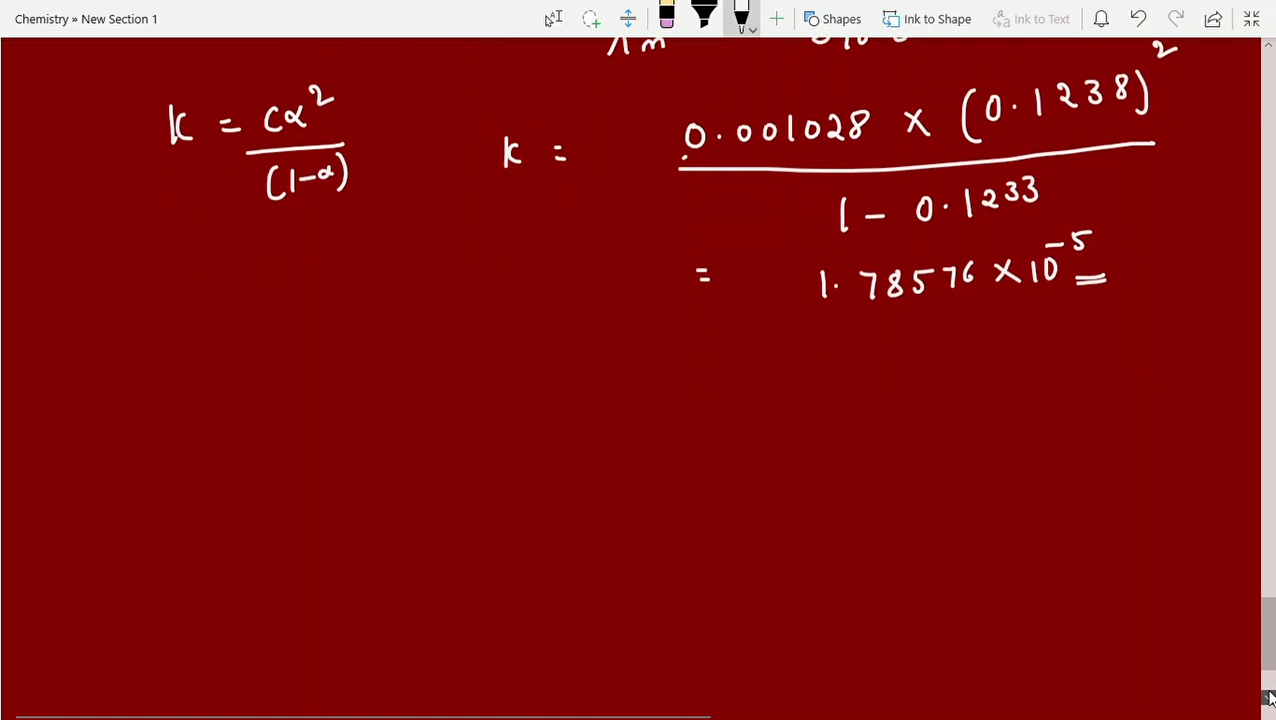 Chemistry » New Section 1
Shapes Ink to Shape Ink to Text
K = cα² / (1-α)
K = 0.001028 × (0.1238)² / 1 - 0.1233
= 1.78576 × 10⁻⁵